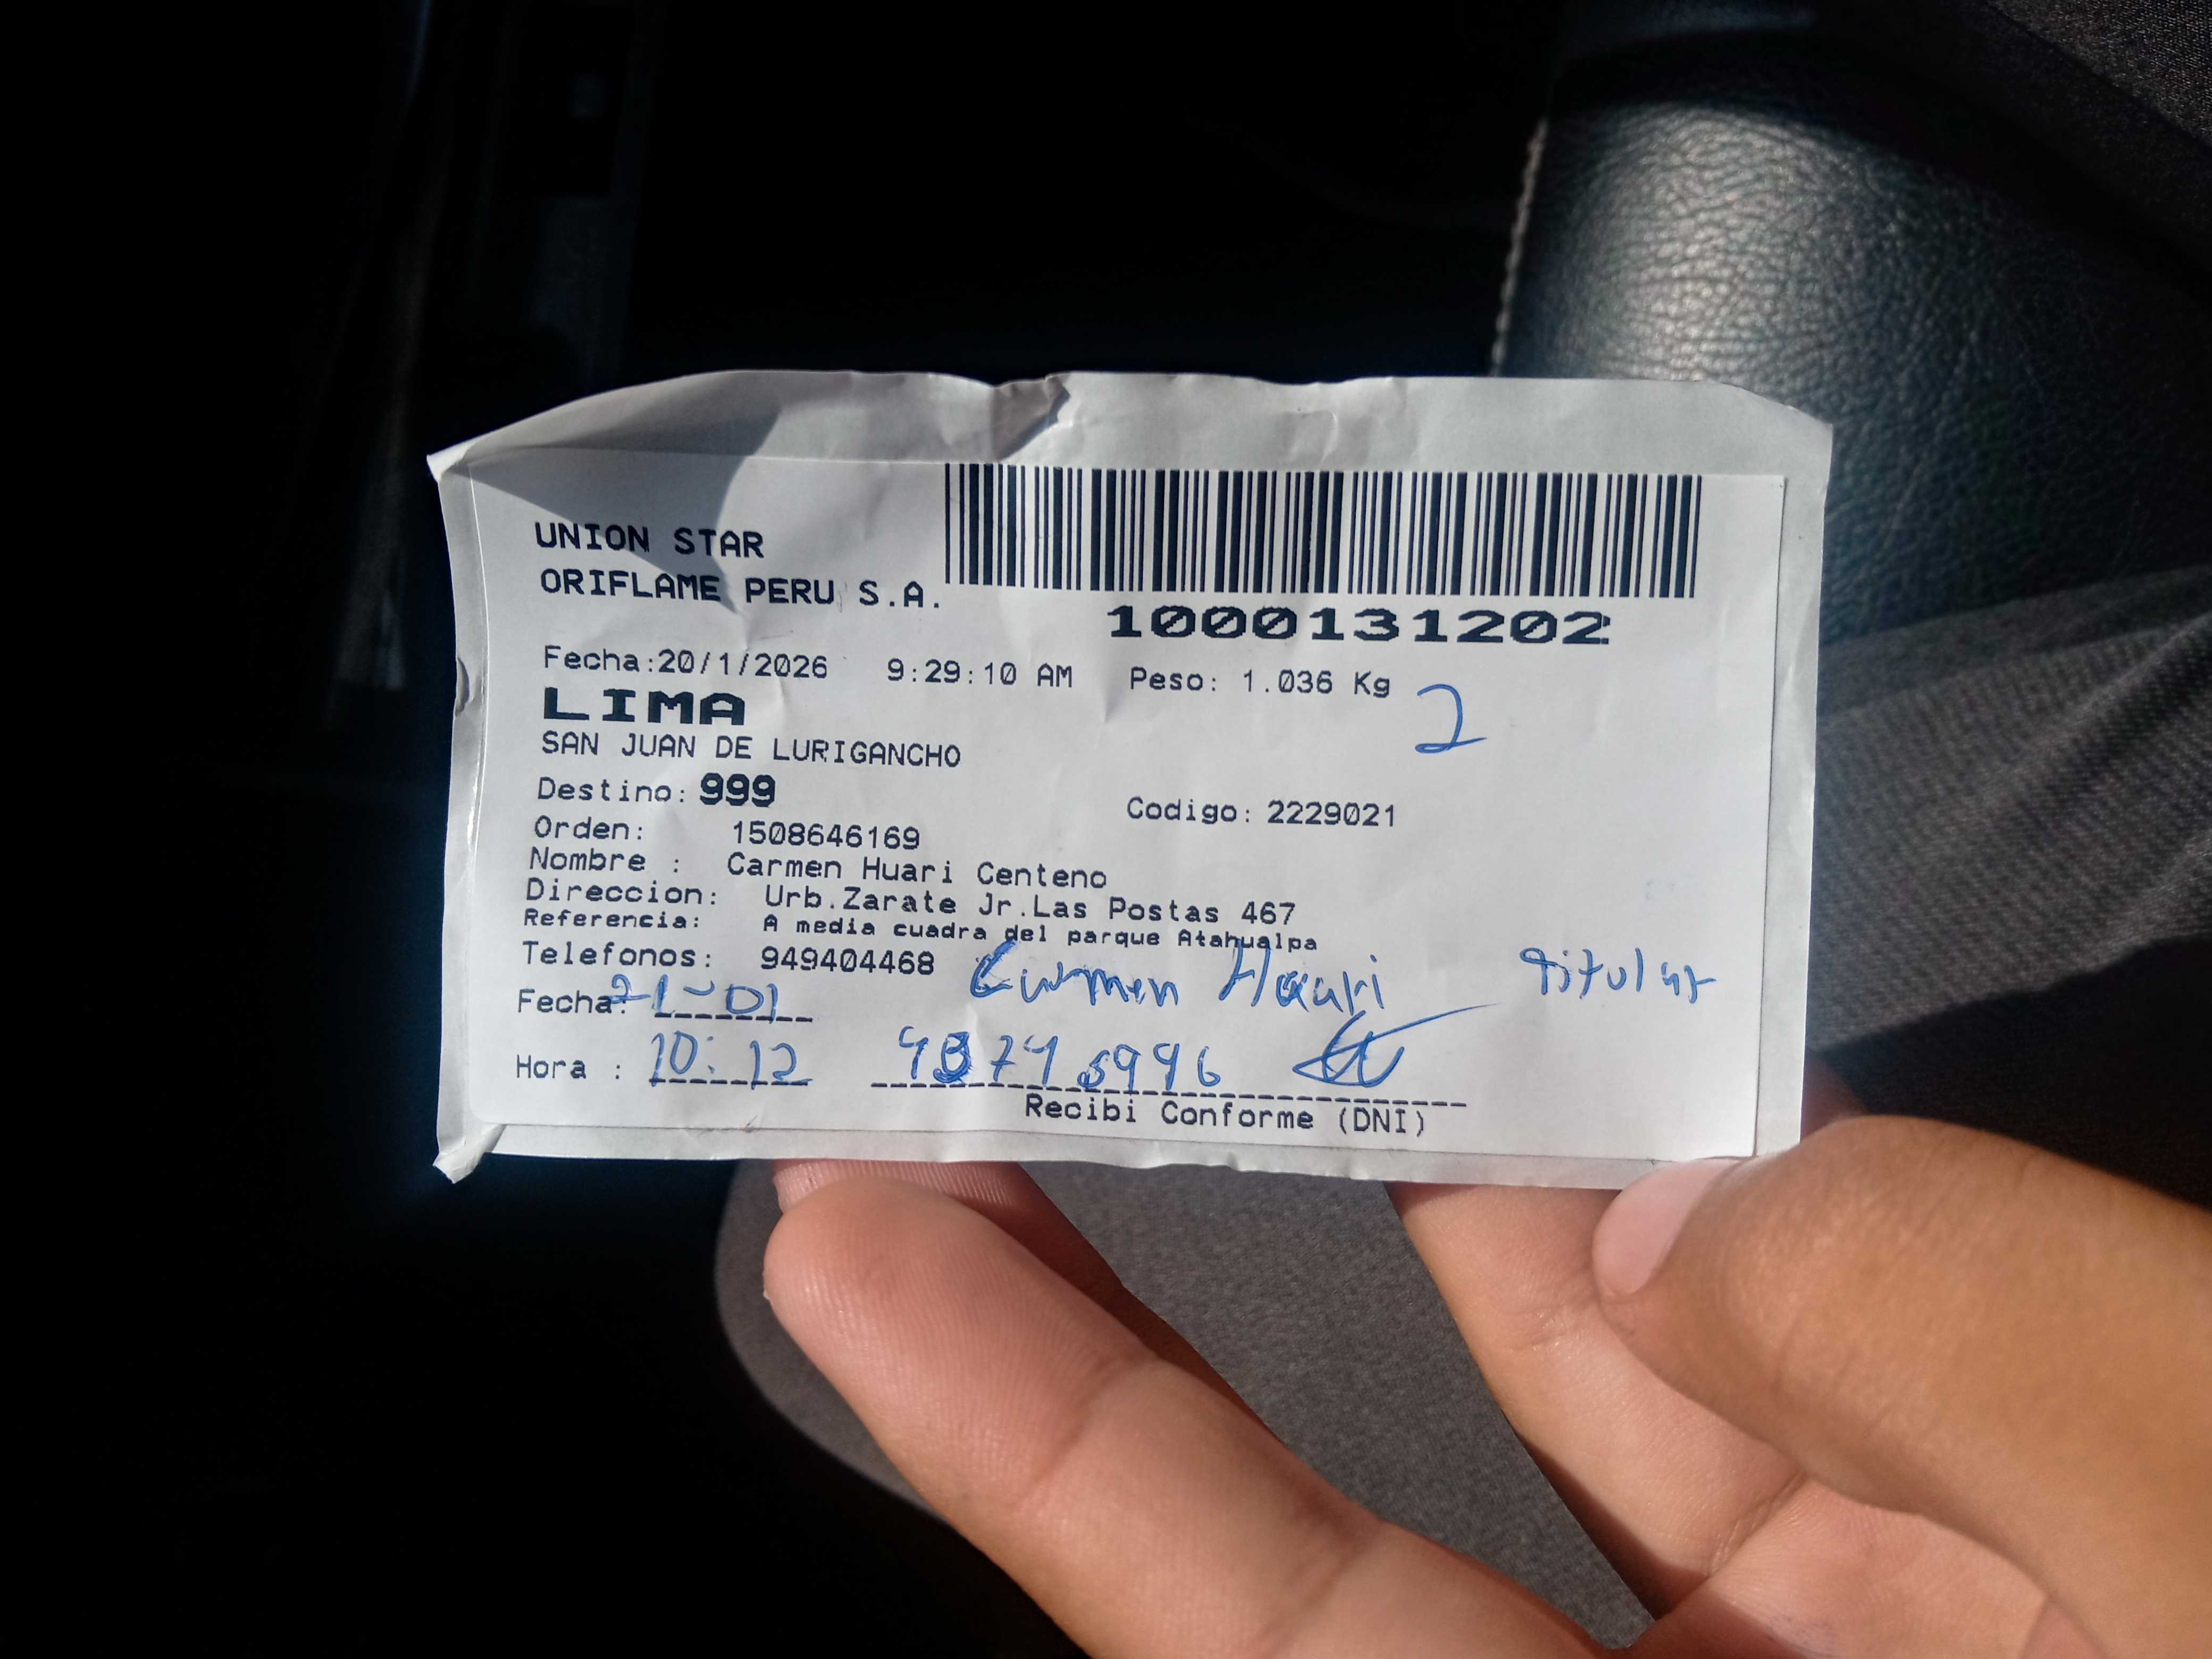 UNION STAR
ORIFLAME PERU S.A.
1000131202
Fecha:20/1/2026 9:29:10 AM Peso: 1.036 Kg 2
LIMA
SAN JUAN DE LURIGANCHO
Destino: 999 Codigo: 2229021
Orden: 1508646169
Nombre : Carmen Huari Centeno
Direccion: Urb.Zarate Jr.Las Postas 467
Referencia: A media cuadra del parque Atahualpa
Telefonos: 949404468 Carmen Huari titular
Fecha: 21-01
Hora : 10:12
Recibi Conforme (DNI)